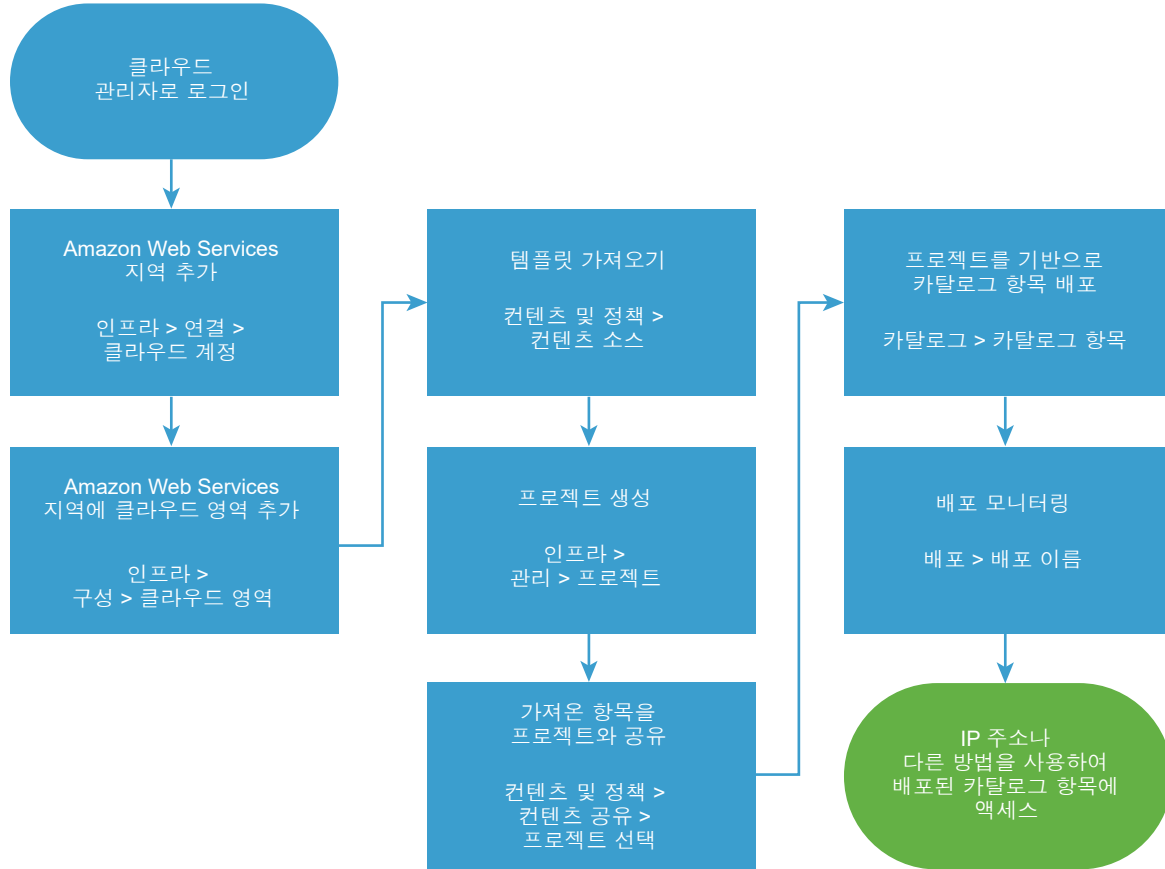 클라우드
관리자로 로그인
Amazon Web Services
지역 추가
인프라 > 연결 >
클라우드 계정
Amazon Web Services
지역에 클라우드 영역 추가
인프라 >
구성 > 클라우드 영역
템플릿 가져오기
컨텐츠 및 정책 >
컨텐츠 소스
프로젝트 생성
인프라 >
관리 > 프로젝트
가져온 항목을
프로젝트와 공유
컨텐츠 및 정책 >
컨텐츠 공유 >
프로젝트 선택
프로젝트를 기반으로
카탈로그 항목 배포
카탈로그 > 카탈로그 항목
배포 모니터링
배포 > 배포 이름
IP 주소나
다른 방법을 사용하여
배포된 카탈로그 항목에
액세스